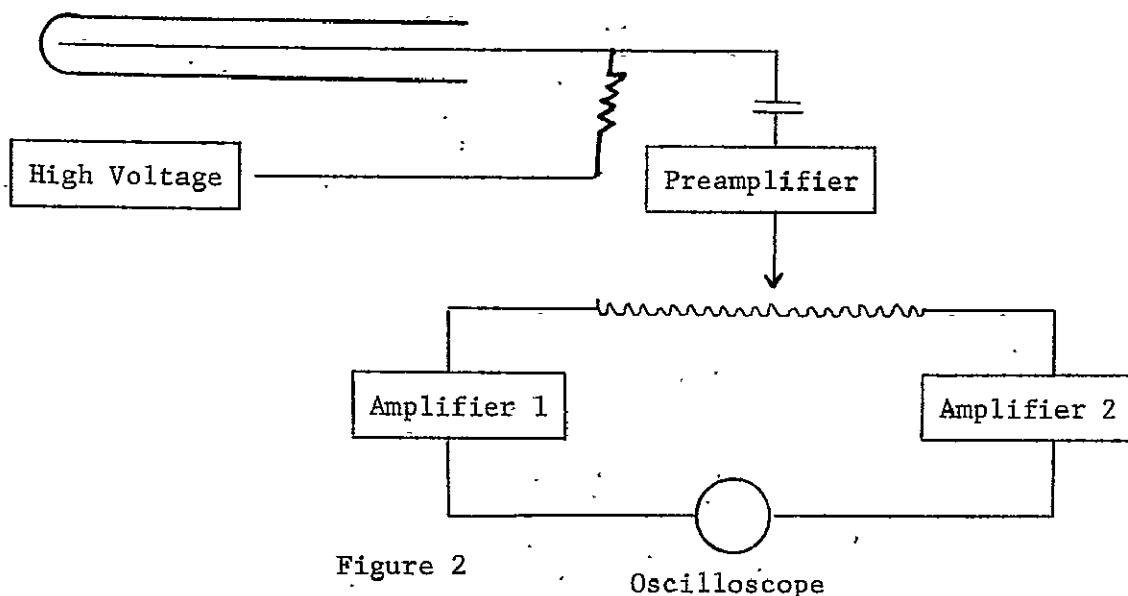 High Voltage
Preamplifier
Amplifier 1
Amplifier 2
Figure 2
Oscilloscope